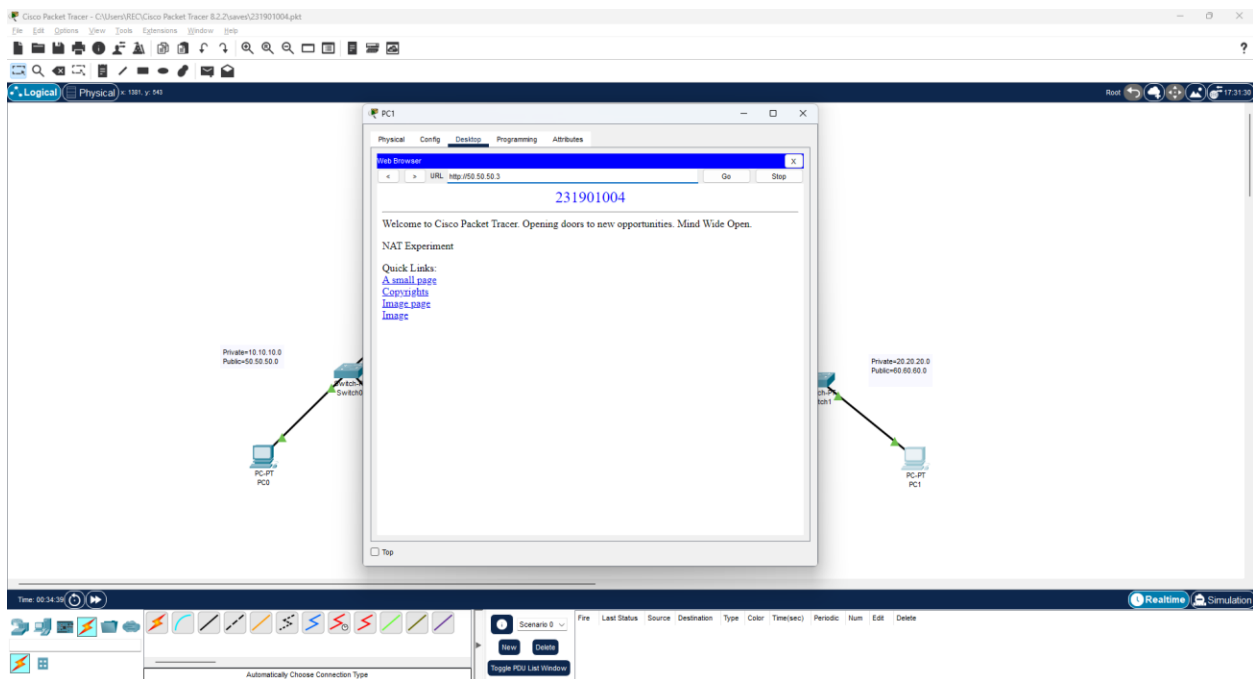 Cisco Packet Tracer - C:\Users\REC\Cisco Packet Tracer 8.2.2\saves\231901004.pkt
File Edit Options View Tools Extensions Window Help
?
Logical Physical x: 1301, y: 543 Root 17:31:30
PC1
Physical Config Desktop Programming Attributes
Web Browser X
< > URL http://50.50.50.3 Go Stop
231901004
Welcome to Cisco Packet Tracer. Opening doors to new opportunities. Mind Wide Open.
NAT Experiment
Quick Links:
A small page
Copyrights
Image page
Image
Top
Private=10.10.10.0
Public=50.50.50.0
Switch0
PC-PT
PC0
Private=20.20.20.0
Public=60.60.60.0
PC-PT
PC1
Time: 00:34:39 Realtime Simulation
Scenario 0
New Delete
Toggle PDU List Window
Fire Last Status Source Destination Type Color Time(sec) Periodic Num Edit Delete
Automatically Choose Connection Type